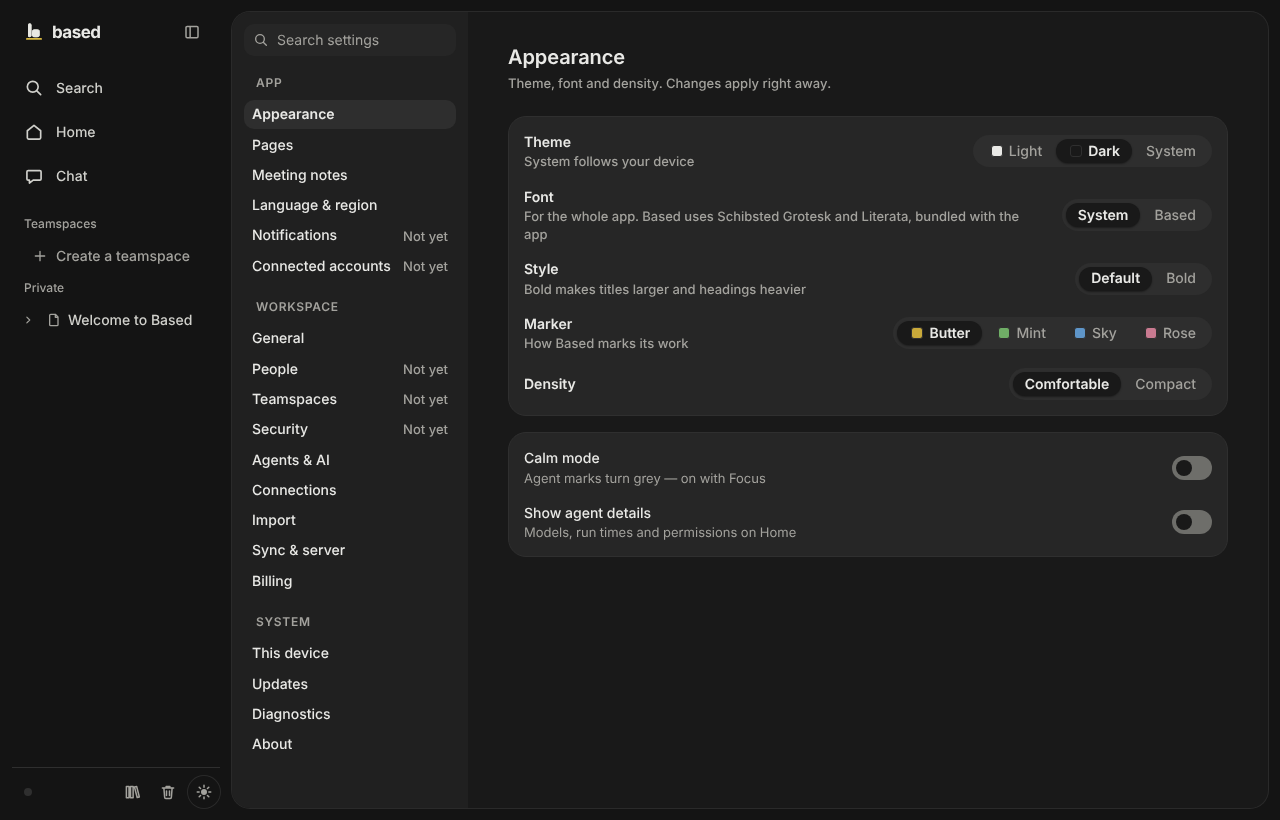 based
Search
Home
Chat
Teamspaces
Create a teamspace
Private
Welcome to Based
Search settings
APP
Appearance
Pages
Meeting notes
Language & region
Notifications Not yet
Connected accounts Not yet
WORKSPACE
General
People Not yet
Teamspaces Not yet
Security Not yet
Agents & AI
Connections
Import
Sync & server
Billing
SYSTEM
This device
Updates
Diagnostics
About
Appearance
Theme, font and density. Changes apply right away.
Theme
System follows your device
Light Dark System
Font
For the whole app. Based uses Schibsted Grotesk and Literata, bundled with the
app
System Based
Style
Bold makes titles larger and headings heavier
Default Bold
Marker
How Based marks its work
Butter Mint Sky Rose
Density
Comfortable Compact
Calm mode
Agent marks turn grey — on with Focus
Show agent details
Models, run times and permissions on Home